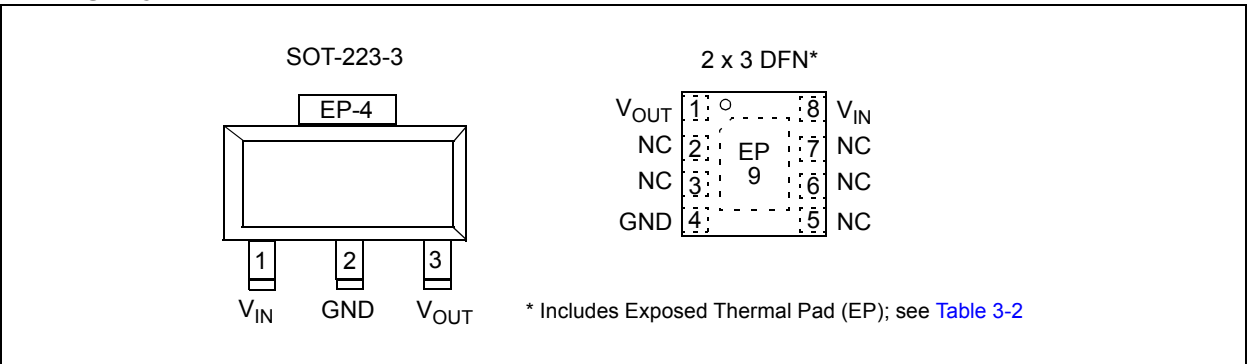 SOT-223-3
EP-4
1 2 3
VIN GND VOUT
2 x 3 DFN*
VOUT 1 8 VIN
NC 2 EP 7 NC
NC 3 9 6 NC
GND 4 5 NC
* Includes Exposed Thermal Pad (EP); see Table 3-2